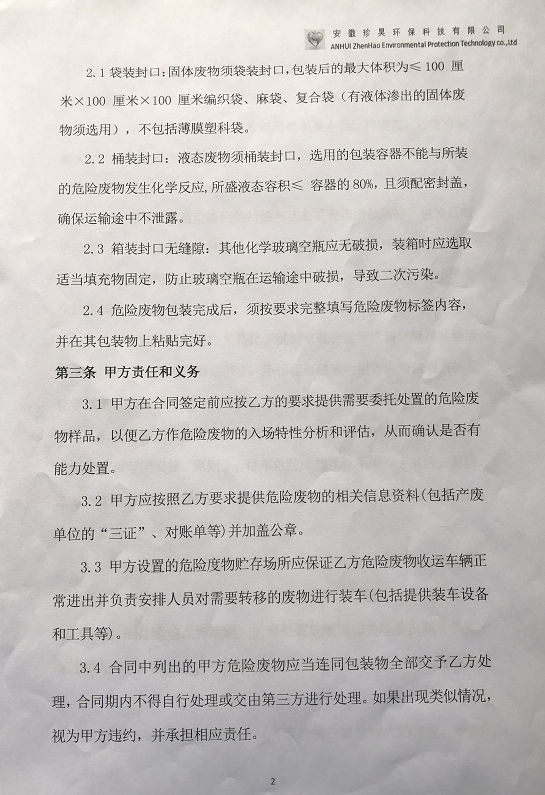 安徽珍昊环保科技有限公司
ANHUI ZhenHao Environmental Protection Technology co.,Ltd
2.1 袋装封口：固体废物须袋装封口，包装后的最大体积为≤ 100 厘
米×100 厘米×100 厘米编织袋、麻袋、复合袋（有液体渗出的固体废
物须选用），不包括薄膜塑料袋。
2.2 桶装封口：液态废物须桶装封口，选用的包装容器不能与所装
的危险废物发生化学反应，所盛液态容积≤ 容器的 80%，且须配密封盖，
确保运输途中不泄露。
2.3 箱装封口无缝隙：其他化学玻璃空瓶应无破损，装箱时应选取
适当填充物固定，防止玻璃空瓶在运输途中破损，导致二次污染。
2.4 危险废物包装完成后，须按要求完整填写危险废物标签内容，
并在其包装物上粘贴完好。
第三条 甲方责任和义务
3.1 甲方在合同签定前应按乙方的要求提供需要委托处置的危险废
物样品，以便乙方作危险废物的入场特性分析和评估，从而确认是否有
能力处置。
3.2 甲方应按照乙方要求提供危险废物的相关信息资料(包括产废
单位的“三证”、对账单等)并加盖公章。
3.3 甲方设置的危险废物贮存场所应保证乙方危险废物收运车辆正
常进出并负责安排人员对需要转移的废物进行装车(包括提供装车设备
和工具等)。
3.4 合同中列出的甲方危险废物应当连同包装物全部交予乙方处
理，合同期内不得自行处理或交由第三方进行处理。如果出现类似情况，
视为甲方违约，并承担相应责任。
2